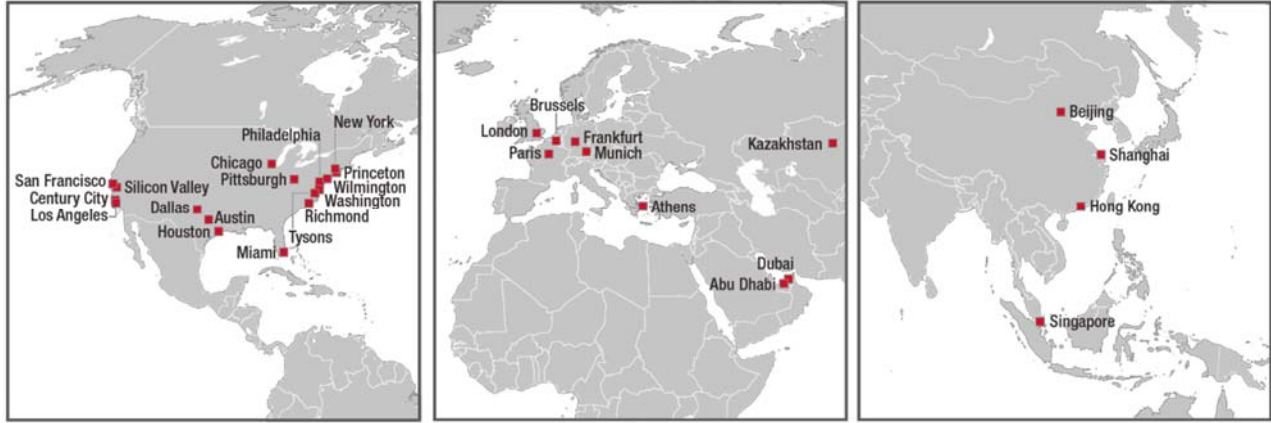 New York
Philadelphia
Chicago
Pittsburgh
Princeton
Wilmington
Washington
Richmond
San Francisco
Silicon Valley
Century City
Los Angeles
Dallas
Austin
Houston
Tysons
Miami
Brussels
London
Frankfurt
Paris
Munich
Kazakhstan
Athens
Dubai
Abu Dhabi
Beijing
Shanghai
Hong Kong
Singapore